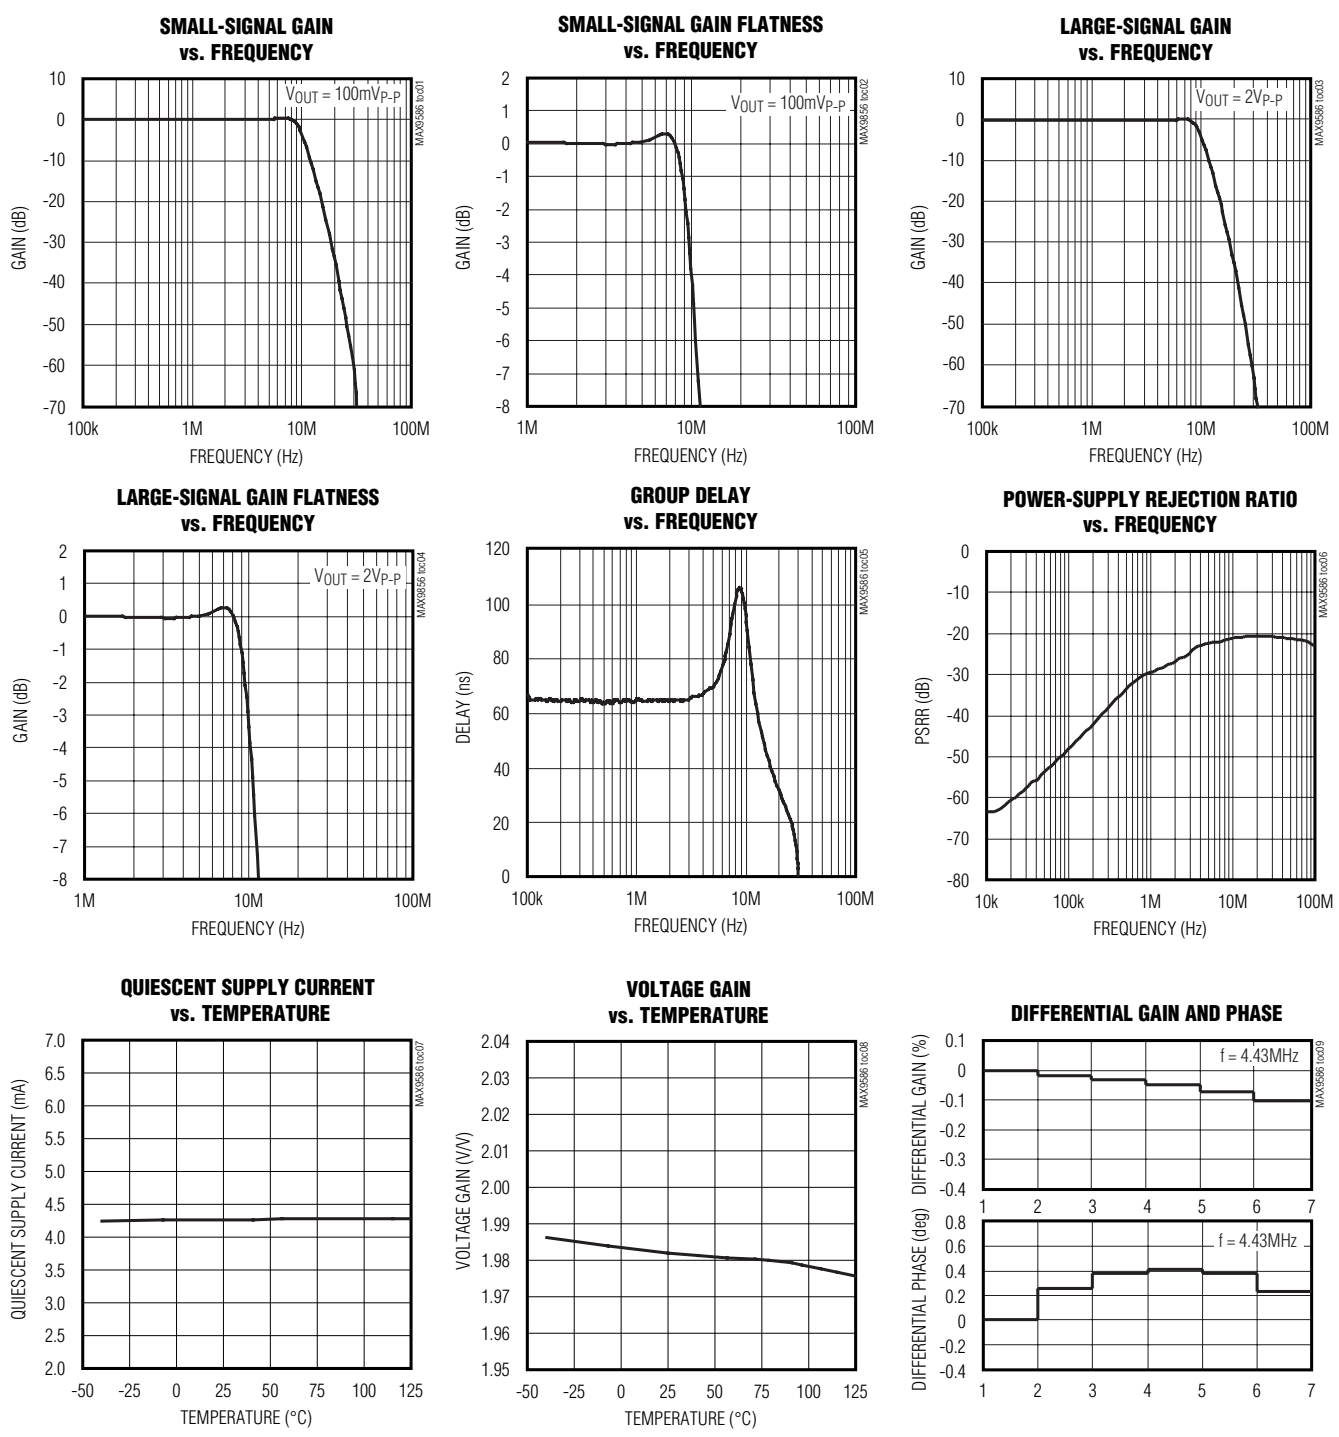 SMALL-SIGNAL GAIN
vs. FREQUENCY
10
0
-10
-20
-30
-40
-50
-60
-70
GAIN (dB)
VOUT = 100mVP-P
MAX9586 toc01
100k 1M 10M 100M
FREQUENCY (Hz)
SMALL-SIGNAL GAIN FLATNESS
vs. FREQUENCY
2
1
0
-1
-2
-3
-4
-5
-6
-7
-8
GAIN (dB)
VOUT = 100mVP-P
MAX9856 toc02
1M 10M 100M
FREQUENCY (Hz)
LARGE-SIGNAL GAIN
vs. FREQUENCY
10
0
-10
-20
-30
-40
-50
-60
-70
GAIN (dB)
VOUT = 2VP-P
MAX9586 toc03
100k 1M 10M 100M
FREQUENCY (Hz)
LARGE-SIGNAL GAIN FLATNESS
vs. FREQUENCY
2
1
0
-1
-2
-3
-4
-5
-6
-7
-8
GAIN (dB)
VOUT = 2VP-P
MAX9856 toc04
1M 10M 100M
FREQUENCY (Hz)
GROUP DELAY
vs. FREQUENCY
120
100
80
60
40
20
0
DELAY (ns)
MAX9586 toc05
100k 1M 10M 100M
FREQUENCY (Hz)
POWER-SUPPLY REJECTION RATIO
vs. FREQUENCY
0
-10
-20
-30
-40
-50
-60
-70
-80
PSRR (dB)
MAX9586 toc06
10k 100k 1M 10M 100M
FREQUENCY (Hz)
QUIESCENT SUPPLY CURRENT
vs. TEMPERATURE
7.0
6.5
6.0
5.5
5.0
4.5
4.0
3.5
3.0
2.5
2.0
QUIESCENT SUPPLY CURRENT (mA)
MAX9586 toc07
-50 -25 0 25 50 75 100 125
TEMPERATURE (°C)
VOLTAGE GAIN
vs. TEMPERATURE
2.04
2.03
2.02
2.01
2.00
1.99
1.98
1.97
1.96
1.95
VOLTAGE GAIN (V/V)
MAX9586 toc08
-50 -25 0 25 50 75 100 125
TEMPERATURE (°C)
DIFFERENTIAL GAIN AND PHASE
0.1
0
-0.1
-0.2
-0.3
-0.4
DIFFERENTIAL GAIN (%)
f = 4.43MHz
MAX9586 toc09
1 2 3 4 5 6 7
0.8
0.6
0.4
0.2
0
-0.2
-0.4
DIFFERENTIAL PHASE (deg)
f = 4.43MHz
1 2 3 4 5 6 7